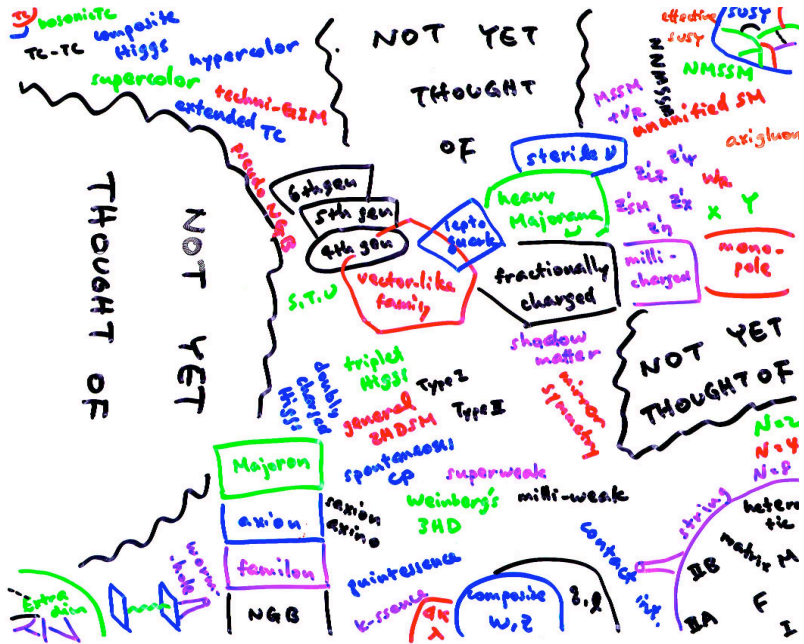 TC
bosonic TC
TC-TC
composite
Higgs
hypercolor
supercolor
techni-GIM
extended TC
pseudo NGB
NOT YET
THOUGHT
OF
MSSM
+νR
NNMSSM
effective
SUSY
SUSY
NMSSM
ununified SM
axigluon
NOT YET
THOUGHT OF
6th gen
5th gen
4th gen
lepto
quark
vector-like
family
S,T,U
sterile ν
heavy
Majorana
fractionally
charged
Z'LR
Z'ψ
WR
Z'SM
Z'χ
X Y
Z'η
milli-
charged
mono-
pole
shadow
matter
mirror
symmetry
NOT YET
THOUGHT OF
triplet
Higgs
doubly
charged
Higgs
Type I
general
2HDSM
Type II
spontaneous
CP
superweak
Weinberg's
3HD
milli-weak
Majoron
axion
familon
NGB
saxion
axino
quintessence
k-ssence
worm-
hole
Extra
dim
composite
W,Z
q,l
contact
int.
N=2
N=4
N=8
string
heterotic
matrix
M
IIB
F
IIA
I